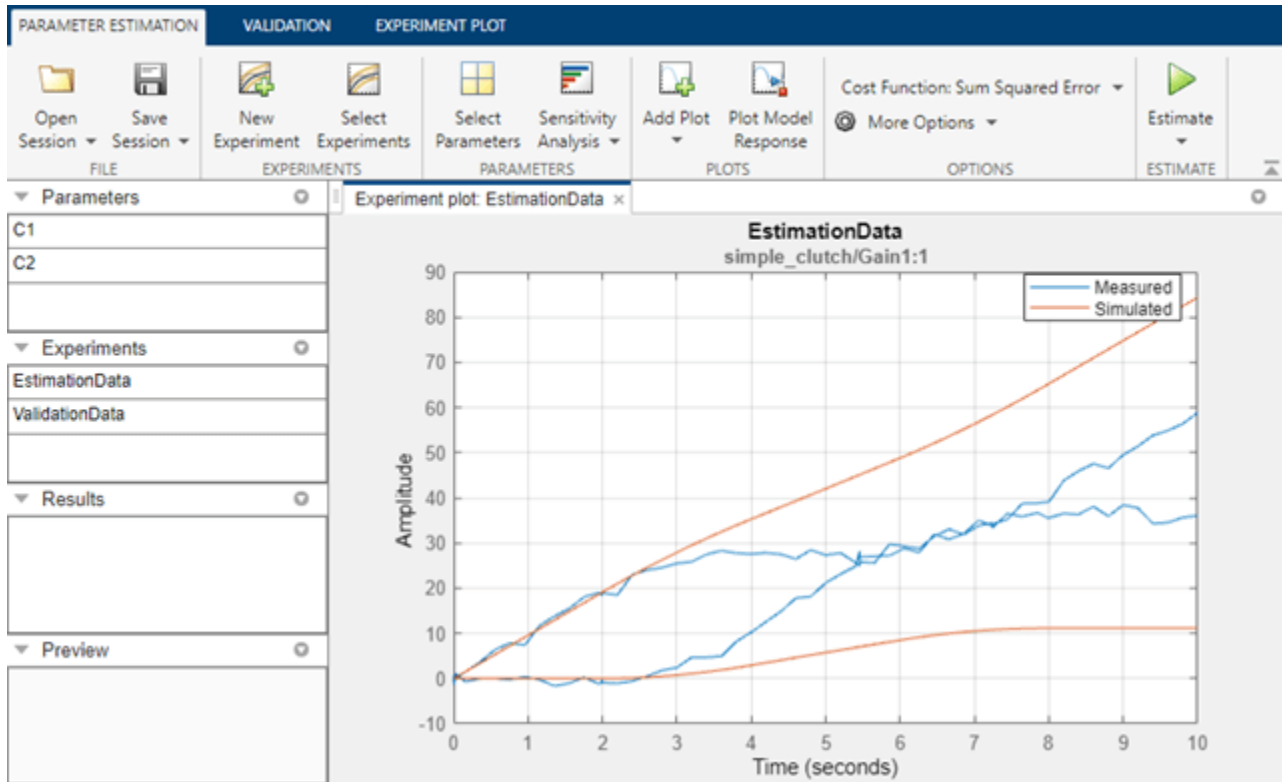 PARAMETER ESTIMATION VALIDATION EXPERIMENT PLOT
Open Save New Select Select Sensitivity Add Plot Plot Model Cost Function: Sum Squared Error Estimate
Session Session Experiment Experiments Parameters Analysis Response More Options
FILE EXPERIMENTS PARAMETERS PLOTS OPTIONS ESTIMATE
Parameters
C1
C2
Experiments
EstimationData
ValidationData
Results
Preview
Experiment plot: EstimationData ×
EstimationData
simple_clutch/Gain1:1
Measured
Simulated
90
80
70
60
50
40
30
20
10
0
-10
Amplitude
0 1 2 3 4 5 6 7 8 9 10
Time (seconds)